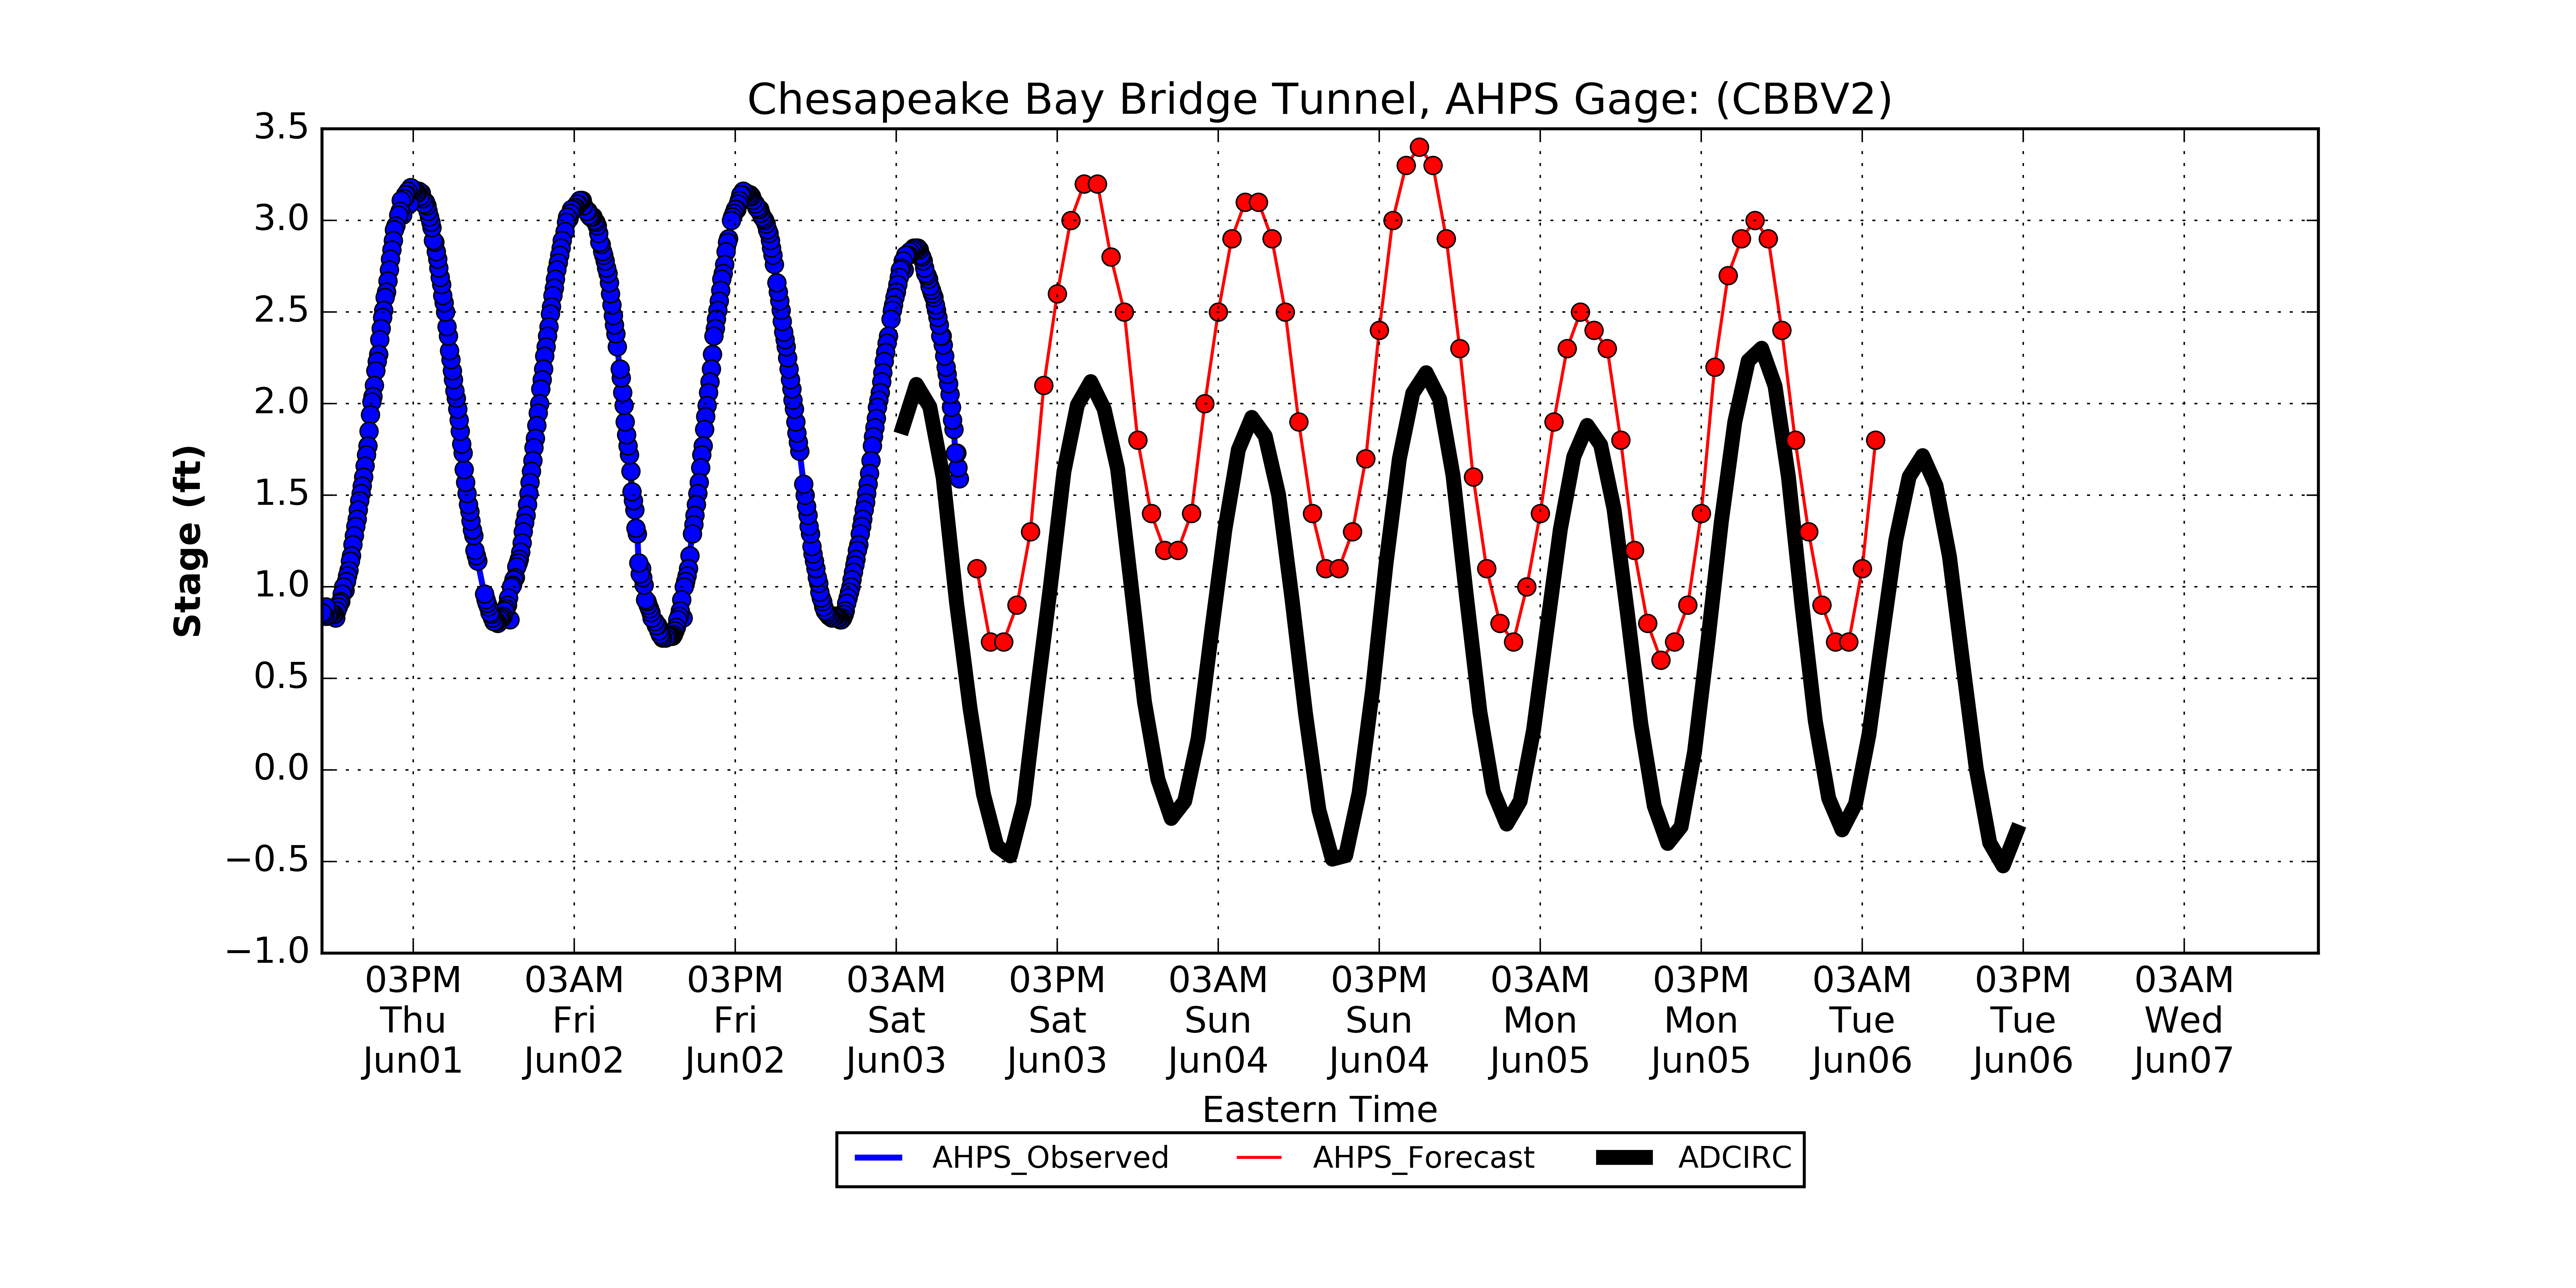 Chesapeake Bay Bridge Tunnel, AHPS Gage: (CBBV2)
Stage (ft)
3.5
3.0
2.5
2.0
1.5
1.0
0.5
0.0
−0.5
−1.0
03PM 03AM 03PM 03AM 03PM 03AM 03PM 03AM 03PM 03AM 03PM 03AM
Thu Fri Fri Sat Sat Sun Sun Mon Mon Tue Tue Wed
Jun01 Jun02 Jun02 Jun03 Jun03 Jun04 Jun04 Jun05 Jun05 Jun06 Jun06 Jun07
Eastern Time
AHPS_Observed AHPS_Forecast ADCIRC